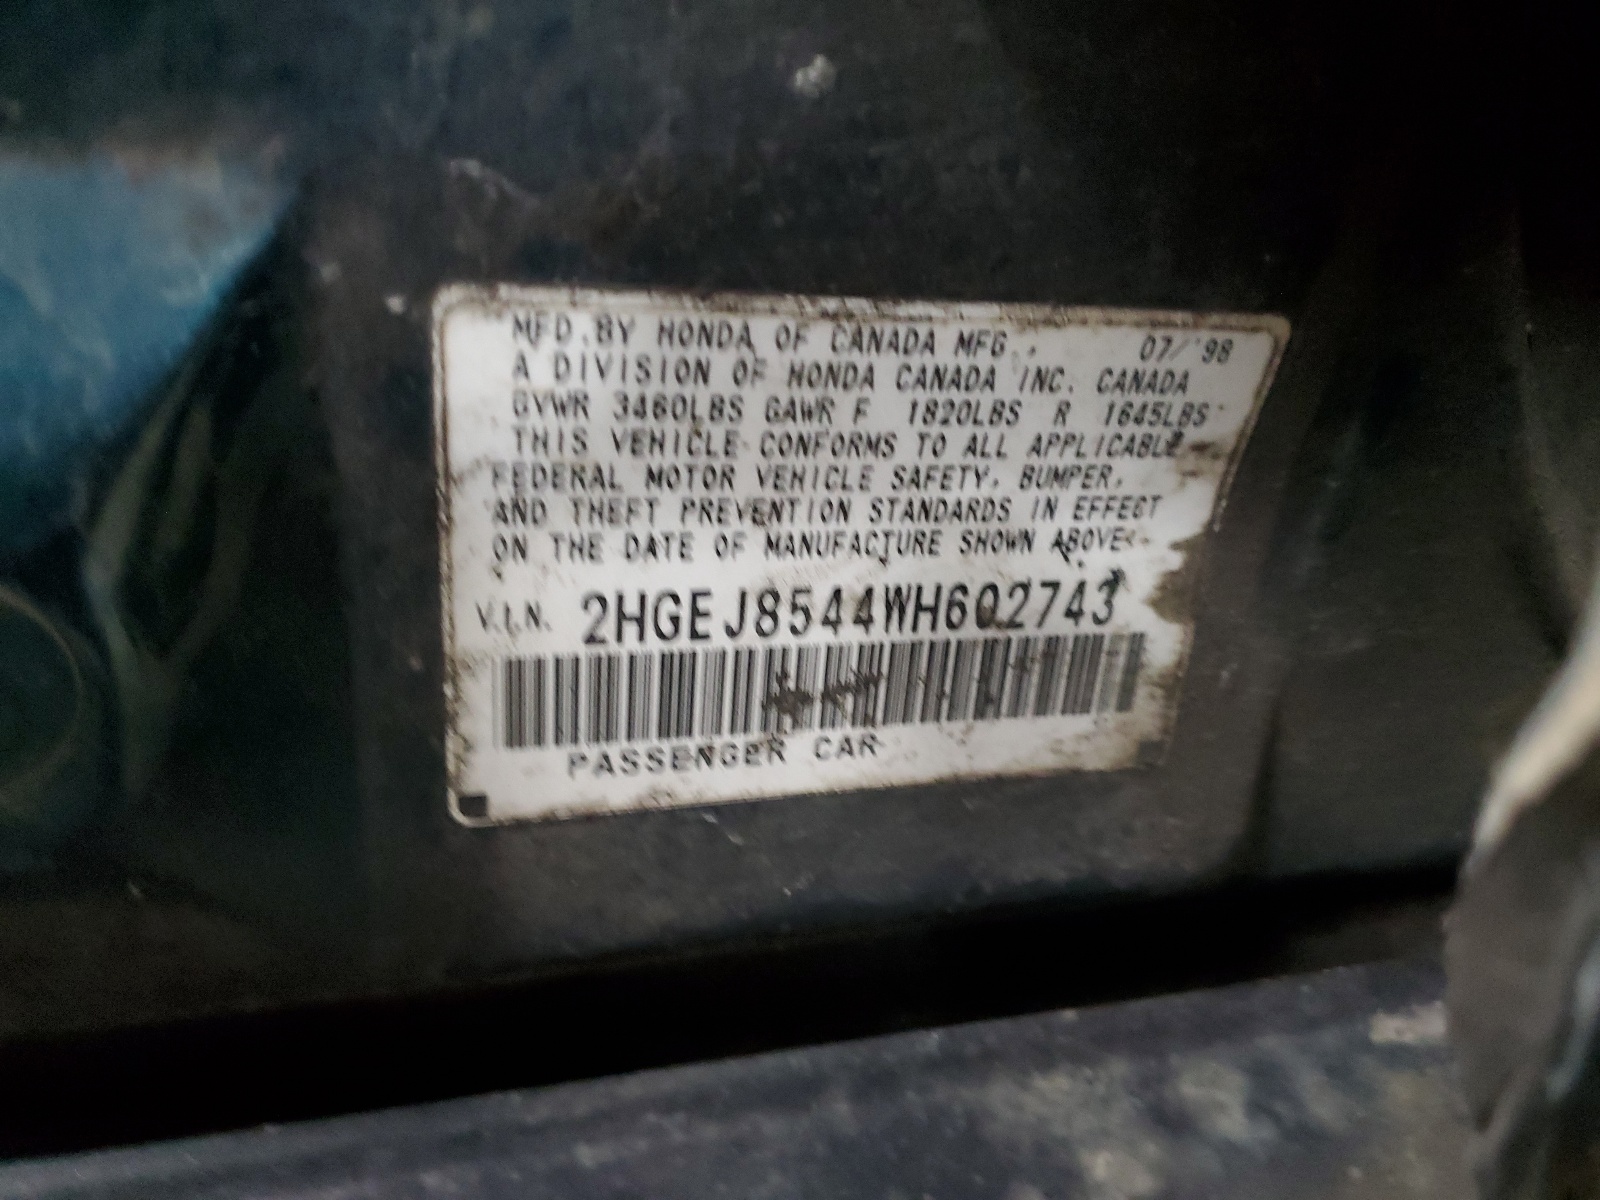 MFD. BY HONDA OF CANADA MFG., 07/'98
A DIVISION OF HONDA CANADA INC. CANADA
GVWR 3460LBS GAWR F 1820LBS R 1645LBS
THIS VEHICLE CONFORMS TO ALL APPLICABLE
FEDERAL MOTOR VEHICLE SAFETY, BUMPER,
AND THEFT PREVENTION STANDARDS IN EFFECT
ON THE DATE OF MANUFACTURE SHOWN ABOVE.
V.I.N. 2HGEJ8544WH602743
PASSENGER CAR